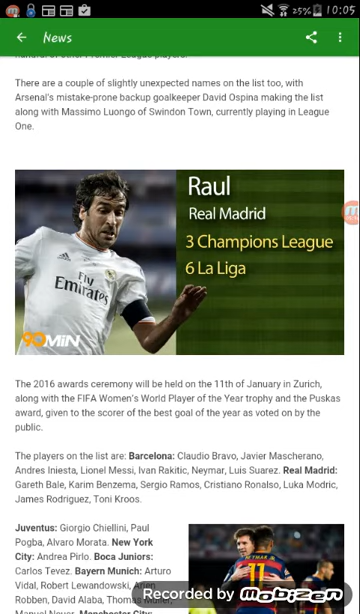 25% 10:05
News
There are a couple of slightly unexpected names on the list too, with
Arsenal's mistake-prone backup goalkeeper David Ospina making the list
along with Massimo Luongo of Swindon Town, currently playing in League
One.
Raul
Real Madrid
3 Champions League
6 La Liga
Fly
Emirates
90MiN
The 2016 awards ceremony will be held on the 11th of January in Zurich,
along with the FIFA Women's World Player of the Year trophy and the Puskas
award, given to the scorer of the best goal of the year as voted on by the
public.
The players on the list are: Barcelona: Claudio Bravo, Javier Mascherano,
Andres Iniesta, Lionel Messi, Ivan Rakitic, Neymar, Luis Suarez. Real Madrid:
Gareth Bale, Karim Benzema, Sergio Ramos, Cristiano Ronalso, Luka Modric,
James Rodriguez, Toni Kroos.
Juventus: Giorgio Chiellini, Paul
Pogba, Alvaro Morata. New York
City: Andrea Pirlo. Boca Juniors:
Carlos Tevez. Bayern Munich: Arturo
Vidal, Robert Lewandowski, Arjen
Robben, David Alaba, Thomas Muller,
11
Recorded by mobizen